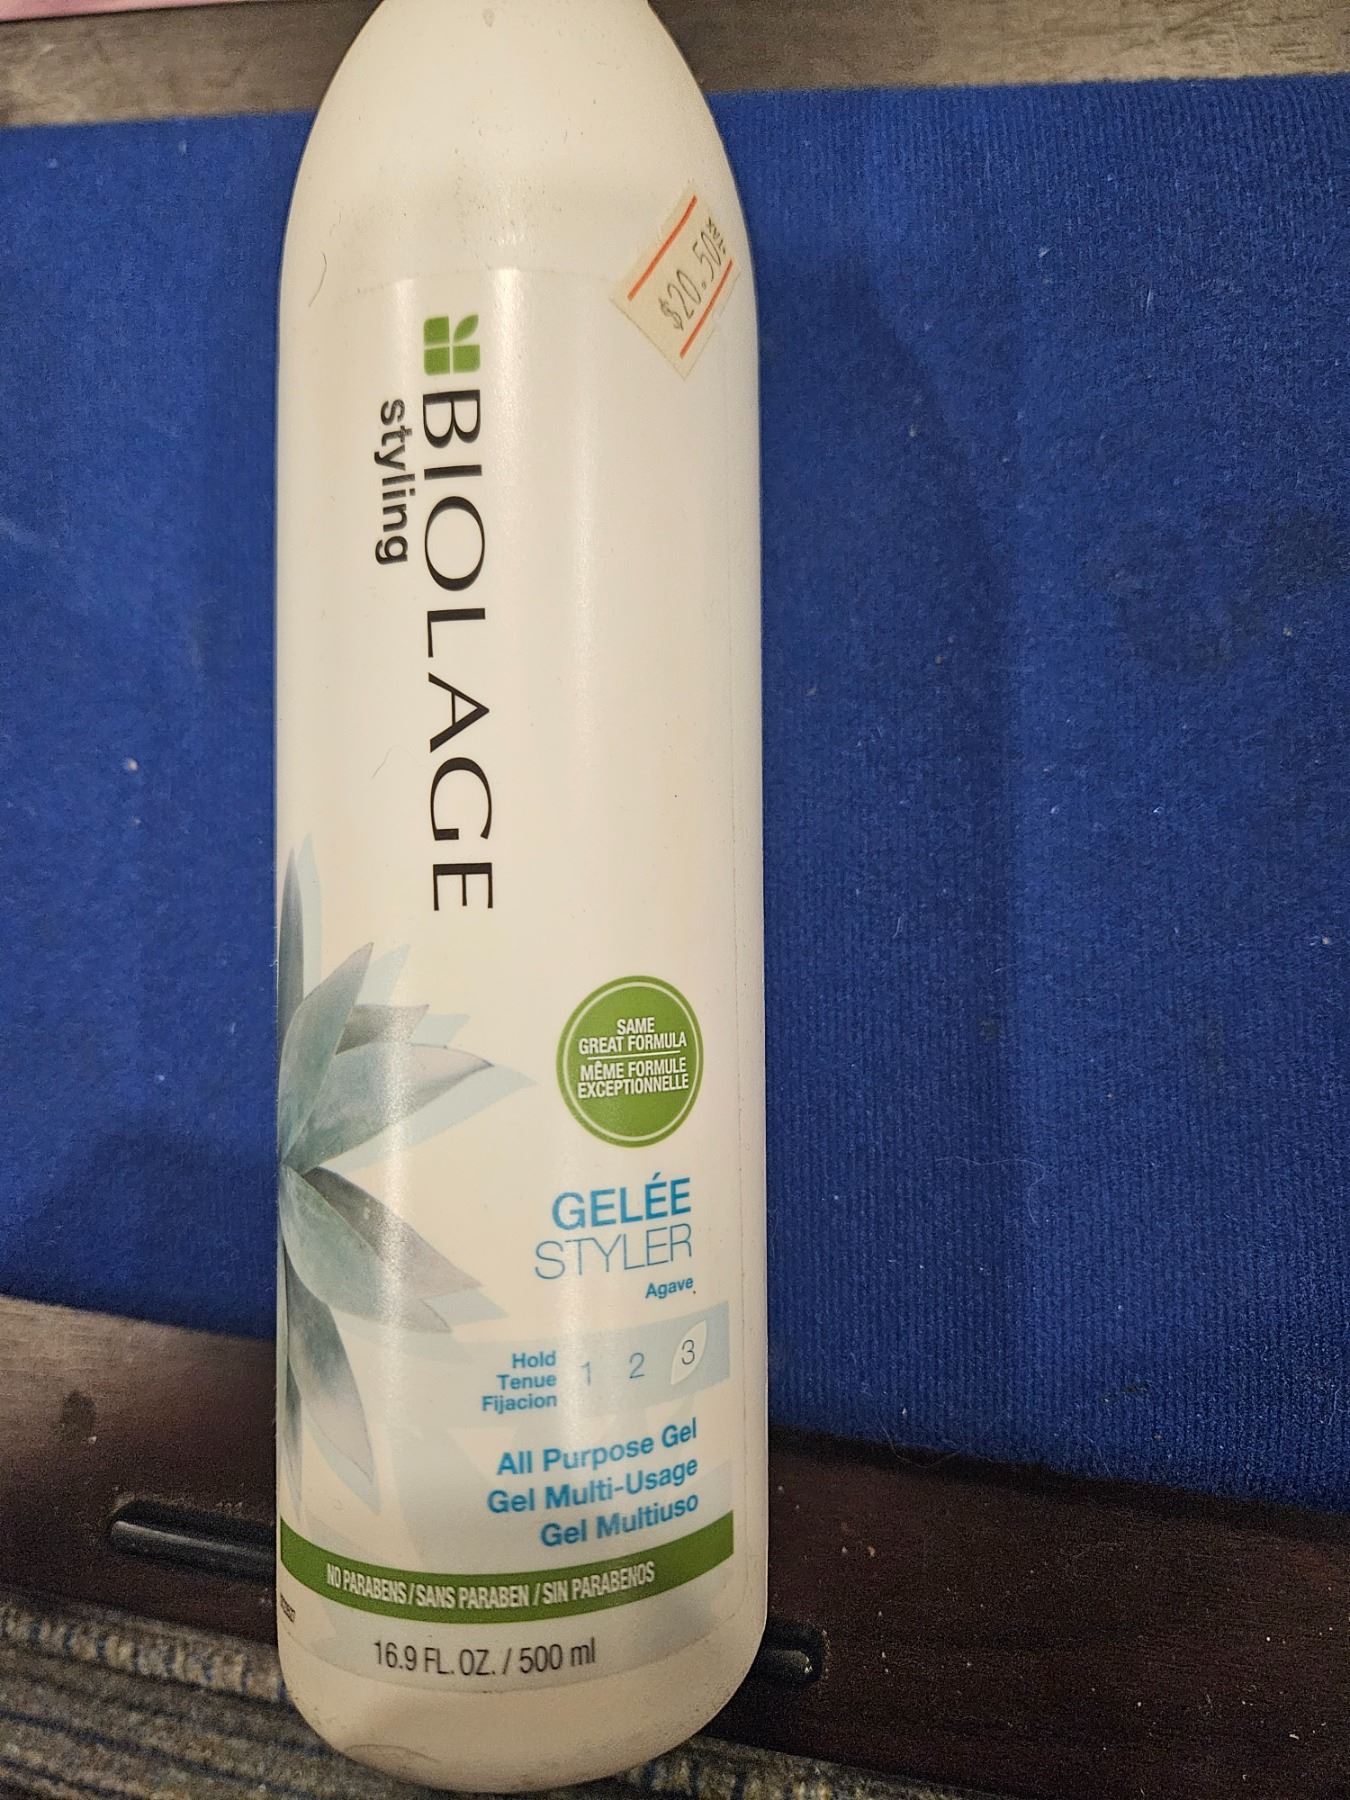 $20.50
BIOLAGE
styling
SAME
GREAT FORMULA
MÊME FORMULE
EXCEPTIONNELLE
GELÉE
STYLER
Agave
Hold
Tenue
Fijacion
1 2 3
All Purpose Gel
Gel Multi-Usage
Gel Multiuso
NO PARABENS / SANS PARABEN / SIN PARABENOS
16.9 FL. OZ. / 500 ml